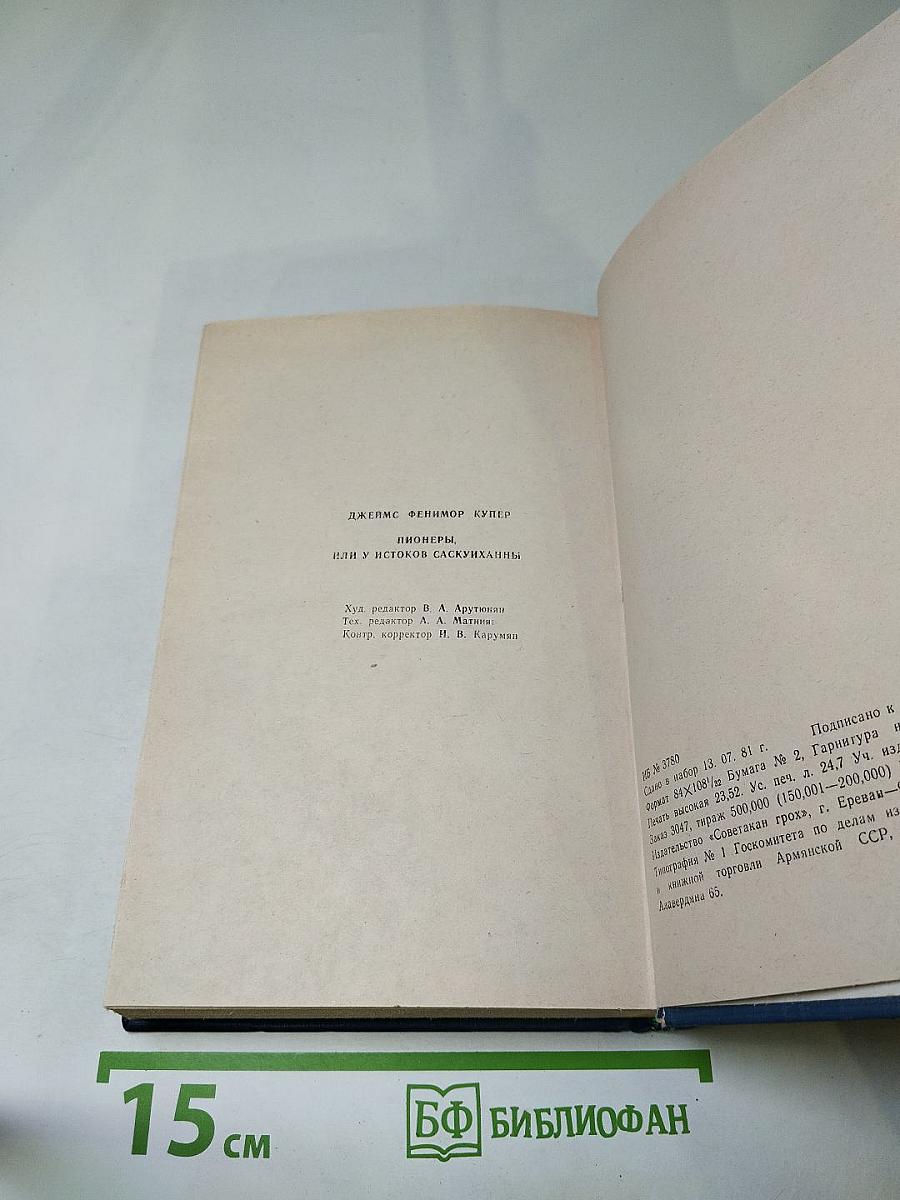 ДЖЕЙМС ФЕНИМОР КУПЕР
ПИОНЕРЫ,
ИЛИ У ИСТОКОВ САСКУИХАННЫ
Худ. редактор В. А. Арутюнян
Тех. редактор А. А.
Контр. корректор Н. В. Карумян
ИБ № 3780
Сдано в набор 13. 07. 81 г. Подписано к
Формат 84×108¹/₃₂ Бумага № 2, Гарнитура
Печать высокая 23,52. Ус. печ. л. 24,7 Уч. изд
Заказ 3047, тираж 500,000 (150,001—200,000)
Издательство «Советакан грох», г. Ереван—
Типография № 1 Госкомитета по делам из
и книжной торговли Армянской ССР,
Алавердяна 65.
15 см
БФ БИБЛИОФАН